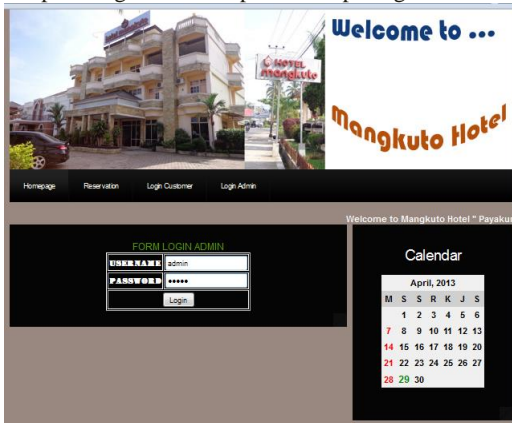 Welcome to ...
HOTEL
mangkuto
Mangkuto Hotel
Homepage Reservation Login Customer Login Admin
Welcome to Mangkuto Hotel " Payaku
FORM LOGIN ADMIN
USERNAME admin
PASSWORD •••••
Login
Calendar
April, 2013
M S S R K J S
1 2 3 4 5 6
7 8 9 10 11 12 13
14 15 16 17 18 19 20
21 22 23 24 25 26 27
28 29 30